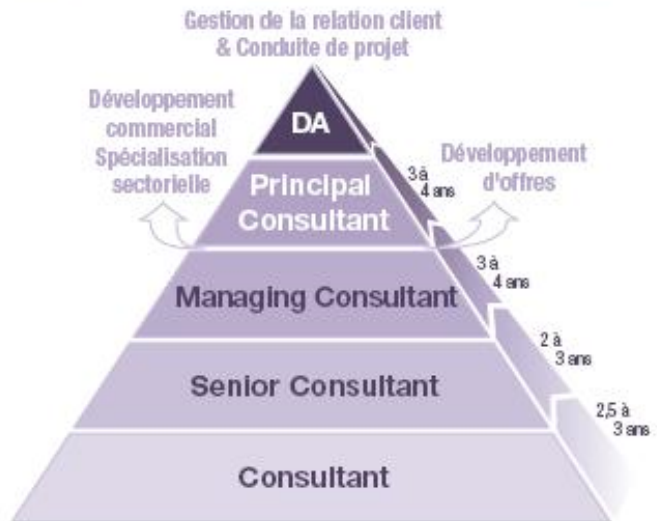 Gestion de la relation client
& Conduite de projet
Développement
commercial
Spécialisation
sectorielle
DA
Développement
d'offres
3 à
4 ans
Principal
Consultant
3 à
4 ans
Managing Consultant
2 à
3 ans
Senior Consultant
2,5 à
3 ans
Consultant